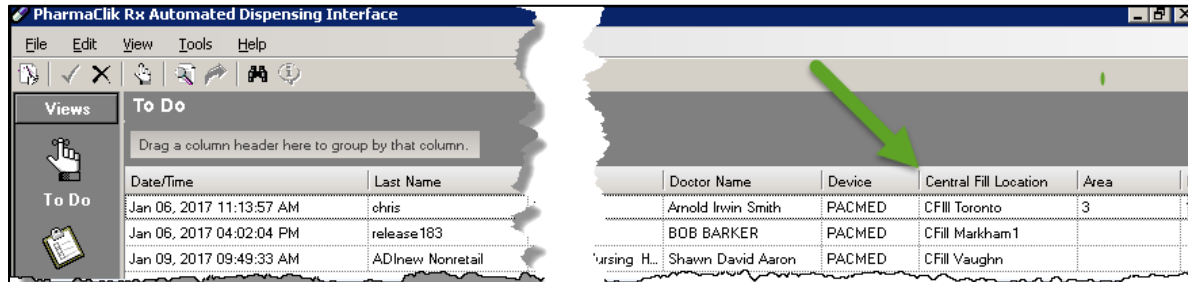 PharmaClik Rx Automated Dispensing Interface
File Edit View Tools Help
Views To Do
Drag a column header here to group by that column.
Date/Time Last Name Doctor Name Device Central Fill Location Area
To Do
Jan 06, 2017 11:13:57 AM chris Arnold Irwin Smith PACMED CFIll Toronto 3
Jan 06, 2017 04:02:04 PM release183 BOB BARKER PACMED CFill Markham1
Jan 09, 2017 09:49:33 AM ADInew Nonretail ursing H... Shawn David Aaron PACMED CFill Vaughn